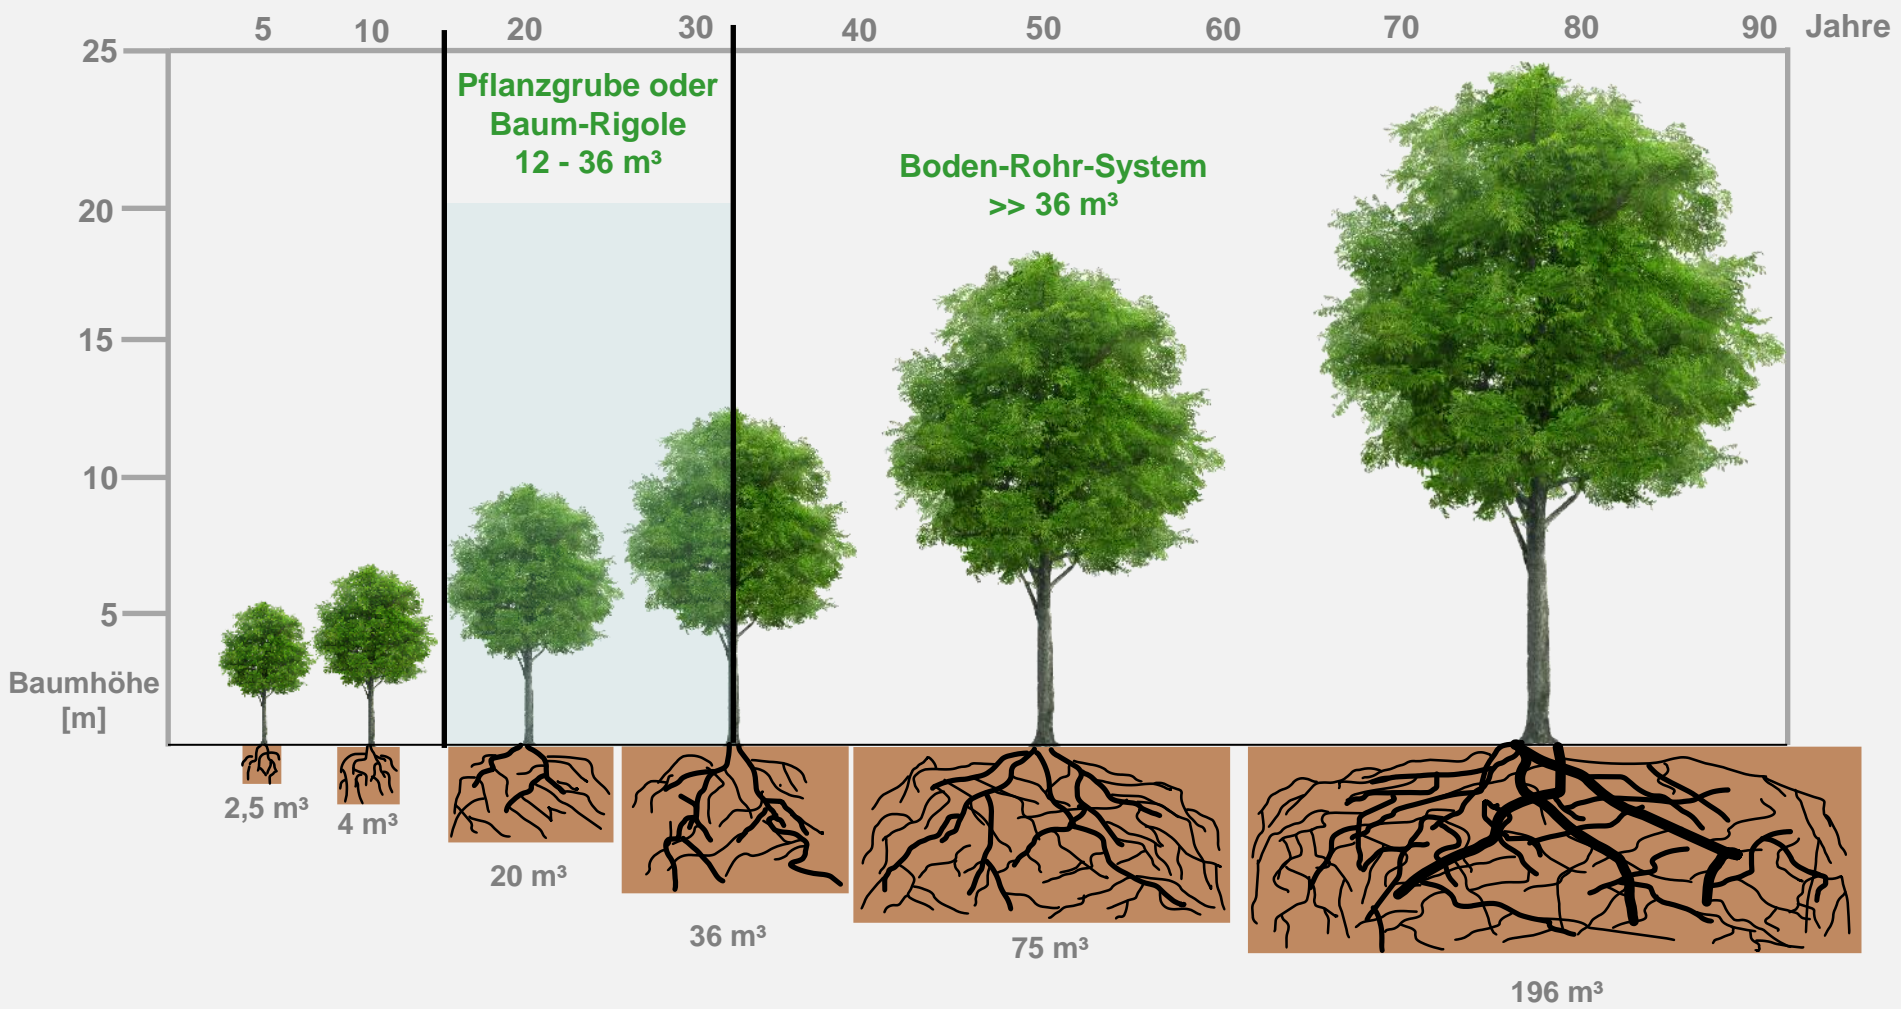 5 10 20 30 40 50 60 70 80 90 Jahre
25
Pflanzgrube oder
Baum-Rigole
12 - 36 m³
Boden-Rohr-System
>> 36 m³
20
15
10
5
Baumhöhe
[m]
2,5 m³
4 m³
20 m³
36 m³
75 m³
196 m³